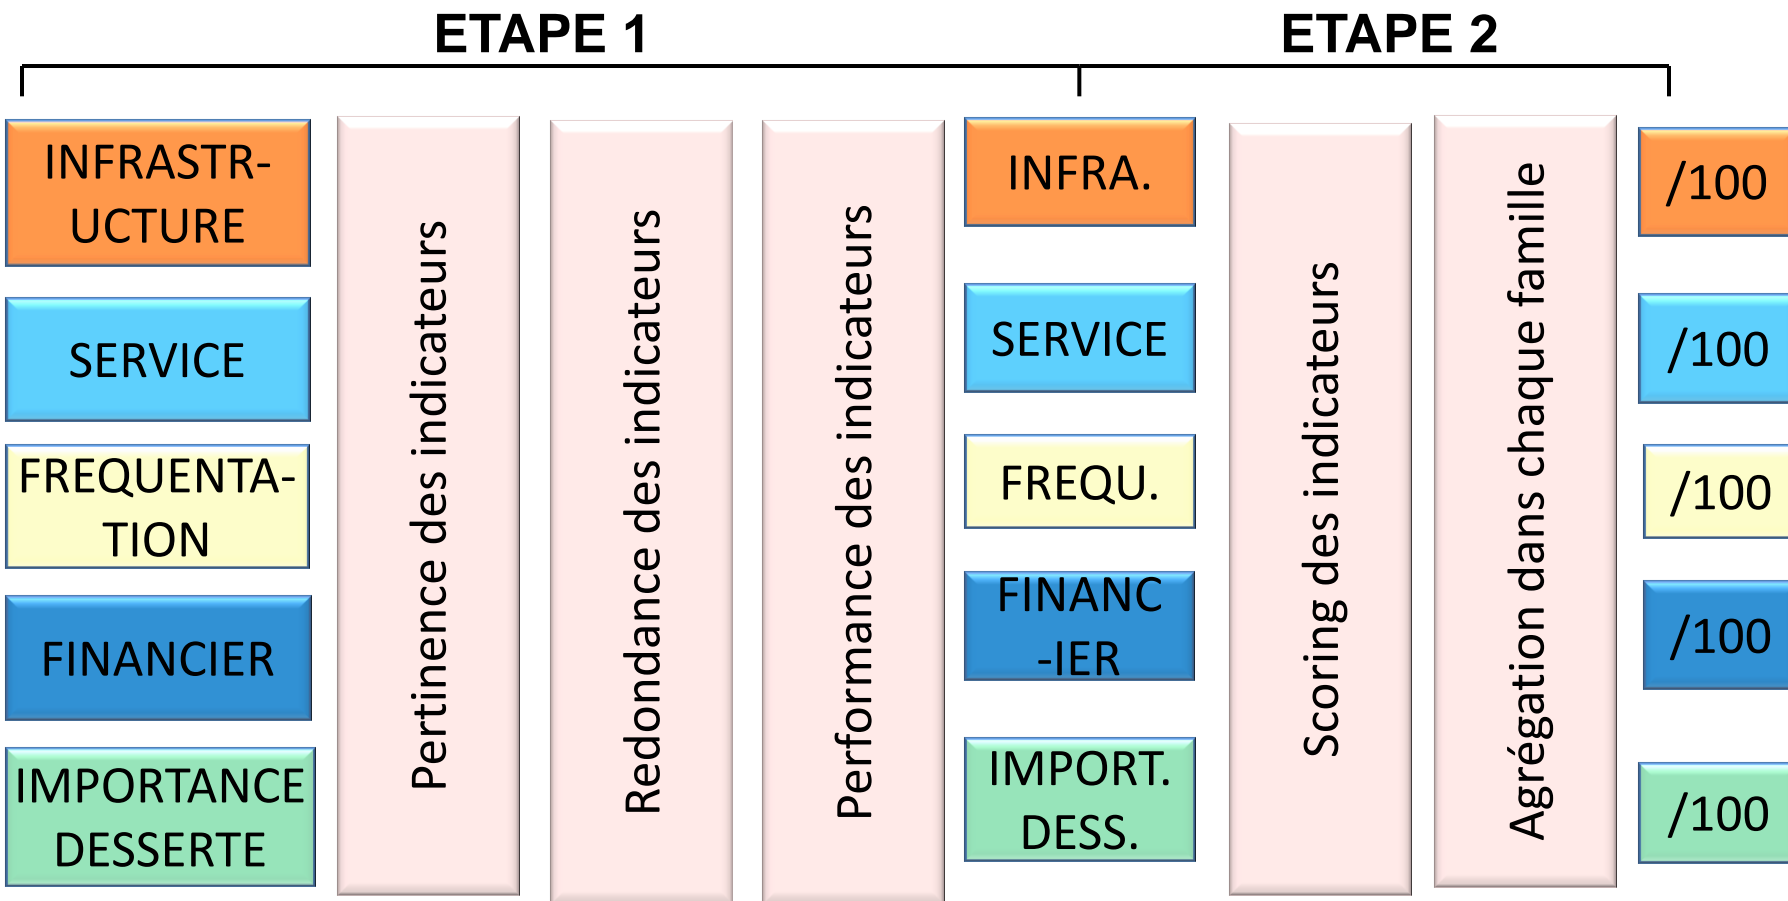 ETAPE 1
ETAPE 2
INFRASTR-
UCTURE
SERVICE
FREQUENTA-
TION
FINANCIER
IMPORTANCE
DESSERTE
Pertinence des indicateurs
Redondance des indicateurs
Performance des indicateurs
INFRA.
SERVICE
FREQU.
FINANC
-IER
IMPORT.
DESS.
Scoring des indicateurs
Agrégation dans chaque famille
/100
/100
/100
/100
/100